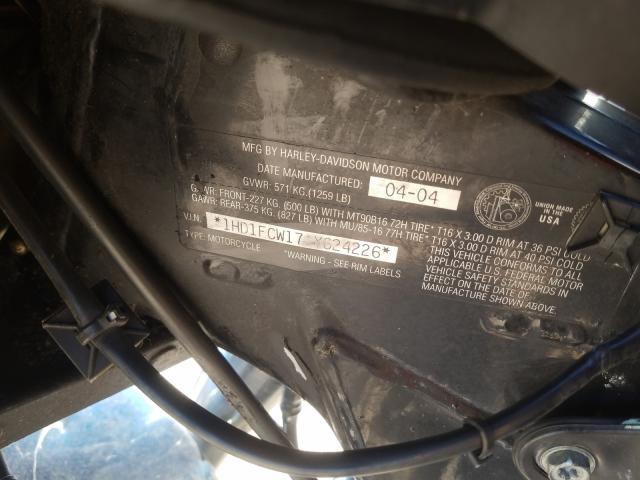 MFG BY HARLEY-DAVIDSON MOTOR COMPANY
DATE MANUFACTURED: 04-04
GVWR: 571 KG.(1259 LB)
G. WR: FRONT-227 KG (500 LB) WITH MT90B16 72H TIRE* T16 X 3.00 D RIM AT 36 PSI COLD
GAWR: REAR-375 KG. (827 LB) WITH MU/85-16 77H TIRE* T16 X 3.00 D RIM AT 40 PSI COLD
V.I.N. *1HD1FCW17 Y624226*
THIS VEHICLE CONFORMS TO ALL
APPLICABLE U.S. FEDERAL MOTOR
VEHICLE SAFETY STANDARDS IN
EFFECT ON THE DATE OF
MANUFACTURE SHOWN ABOVE.
TYPE: MOTORCYCLE
*WARNING - SEE RIM LABELS
UNION MADE
IN THE
USA